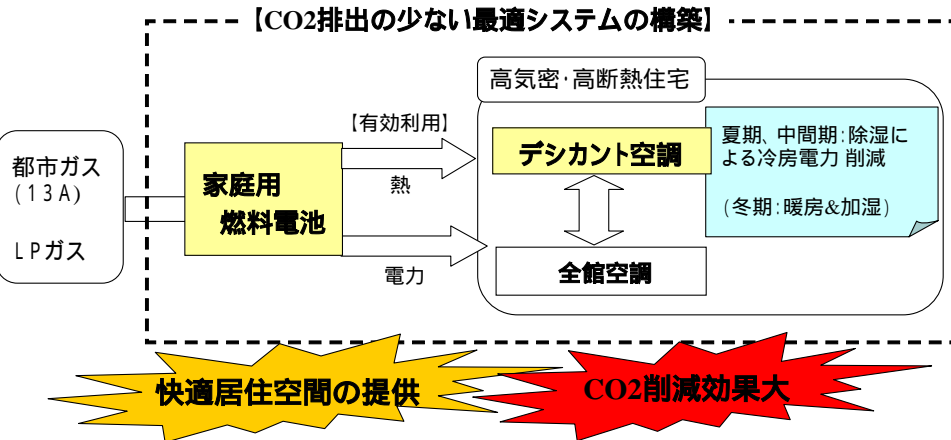 【CO2排出の少ない最適システムの構築】
高気密･高断熱住宅
【有効利用】
都市ガス
(13A)
LPガス
家庭用
燃料電池
熱
電力
デシカント空調
全館空調
夏期、中間期:除湿に
よる冷房電力 削減
(冬期:暖房&加湿)
快適居住空間の提供
CO2削減効果大